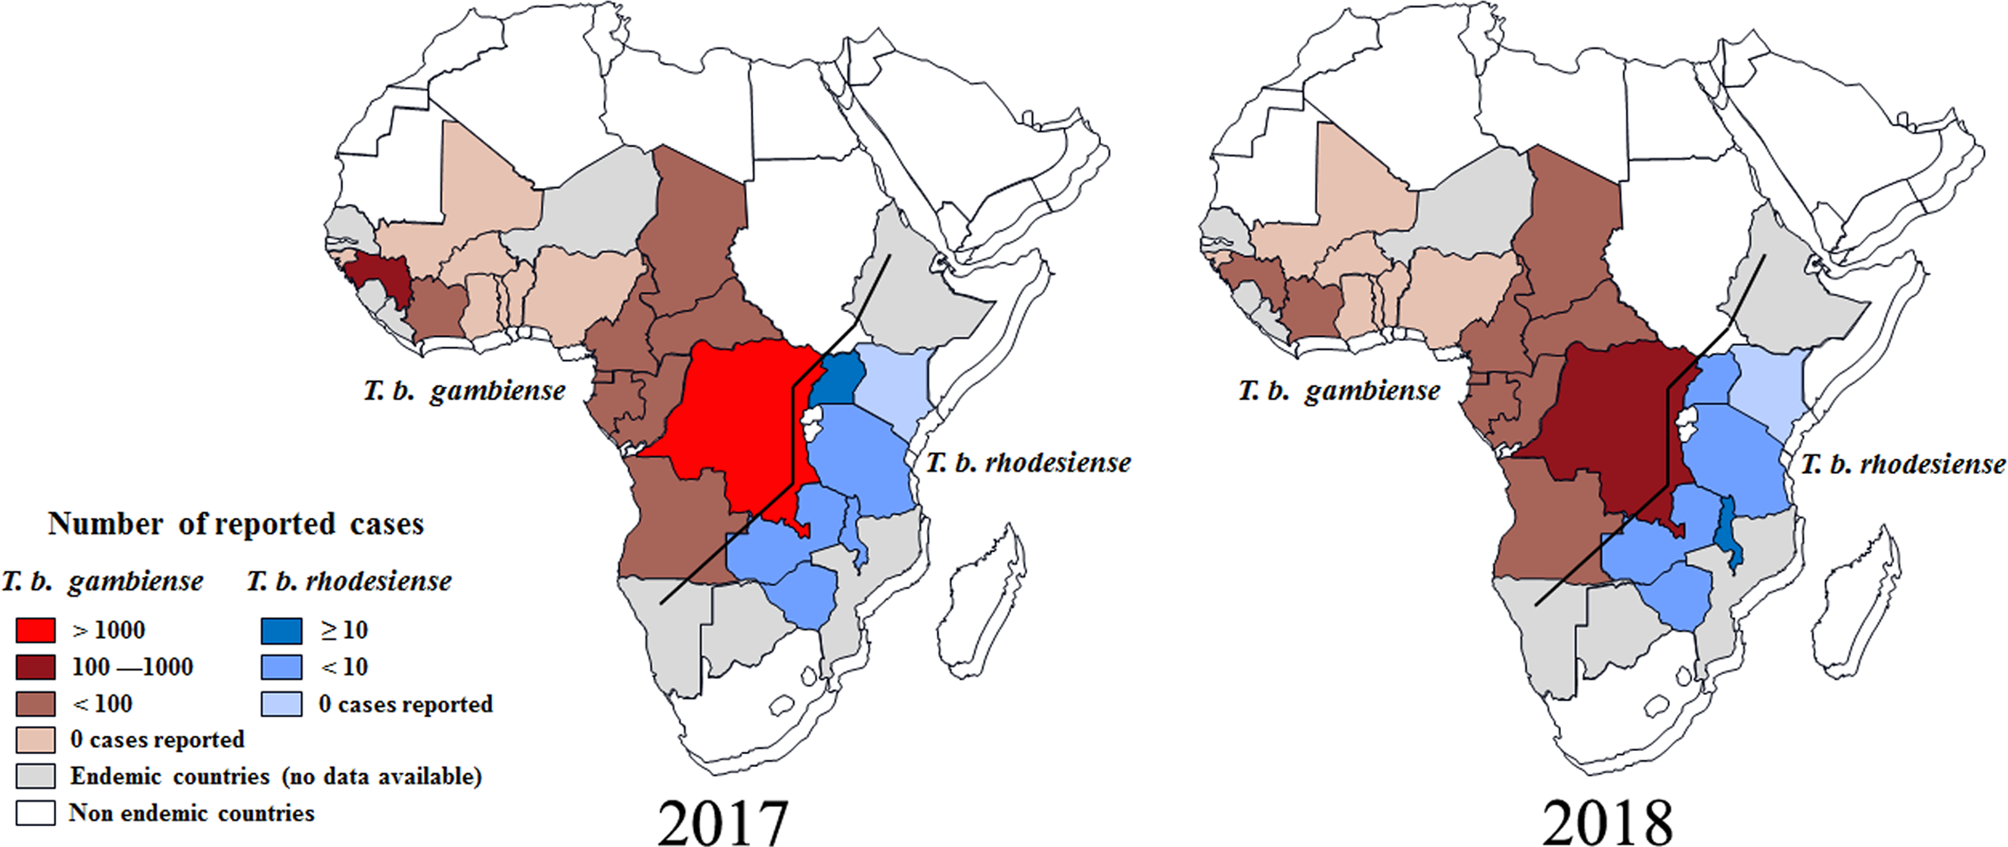 T. b. gambiense
T. b. rhodesiense
T. b. gambiense
T. b. rhodesiense
Number of reported cases
T. b. gambiense
T. b. rhodesiense
> 1000
≥ 10
100 —1000
< 10
< 100
0 cases reported
0 cases reported
Endemic countries (no data available)
Non endemic countries
2017
2018